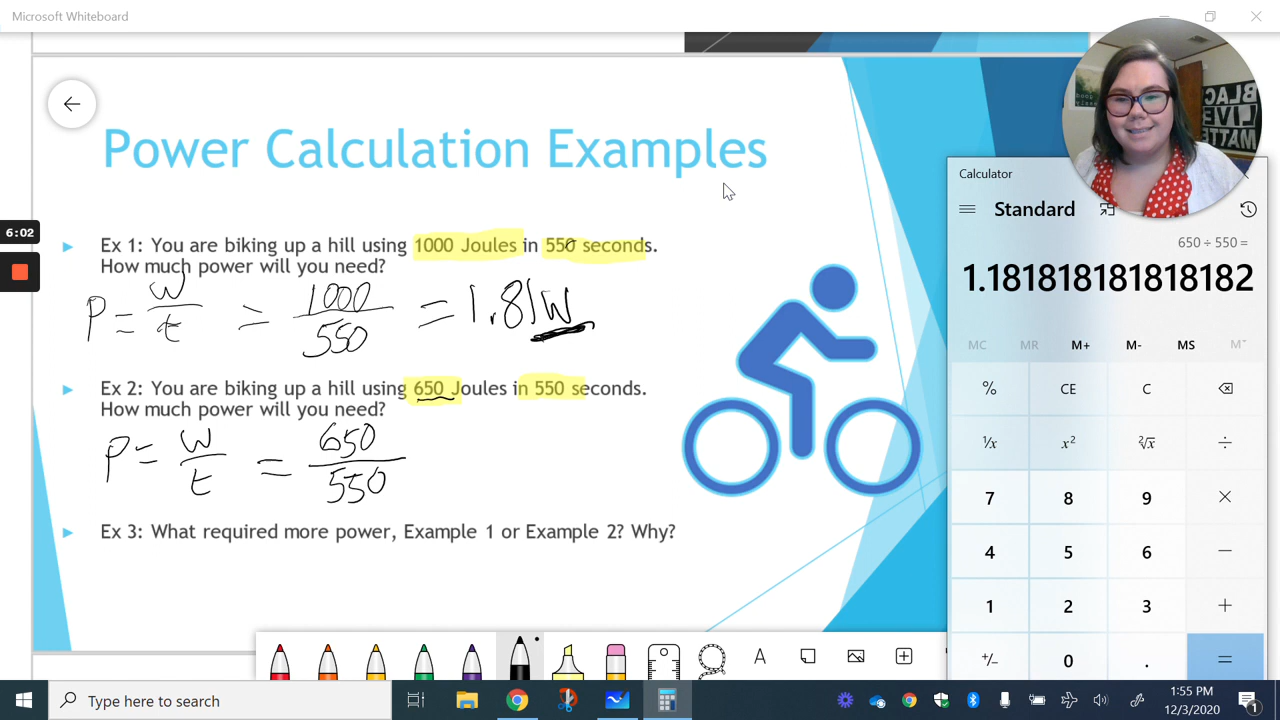 Microsoft Whiteboard
Power Calculation Examples
BLAC
LIVE
MATTE
Calculator
Standard
6:02
Ex 1: You are biking up a hill using 1000 Joules in 550 seconds.
How much power will you need?
650 ÷ 550 =
1.181818181818182
P = W/t = 1000/550 = 1.81W
MC MR M+ M- MS M˅
Ex 2: You are biking up a hill using 650 Joules in 550 seconds.
How much power will you need?
% CE C
P = W/t = 650/550
¹/x x² ²√x ÷
7 8 9 ×
Ex 3: What required more power, Example 1 or Example 2? Why?
4 5 6 −
1 2 3 +
+/− 0 . =
A
Type here to search
1:55 PM
12/3/2020
1